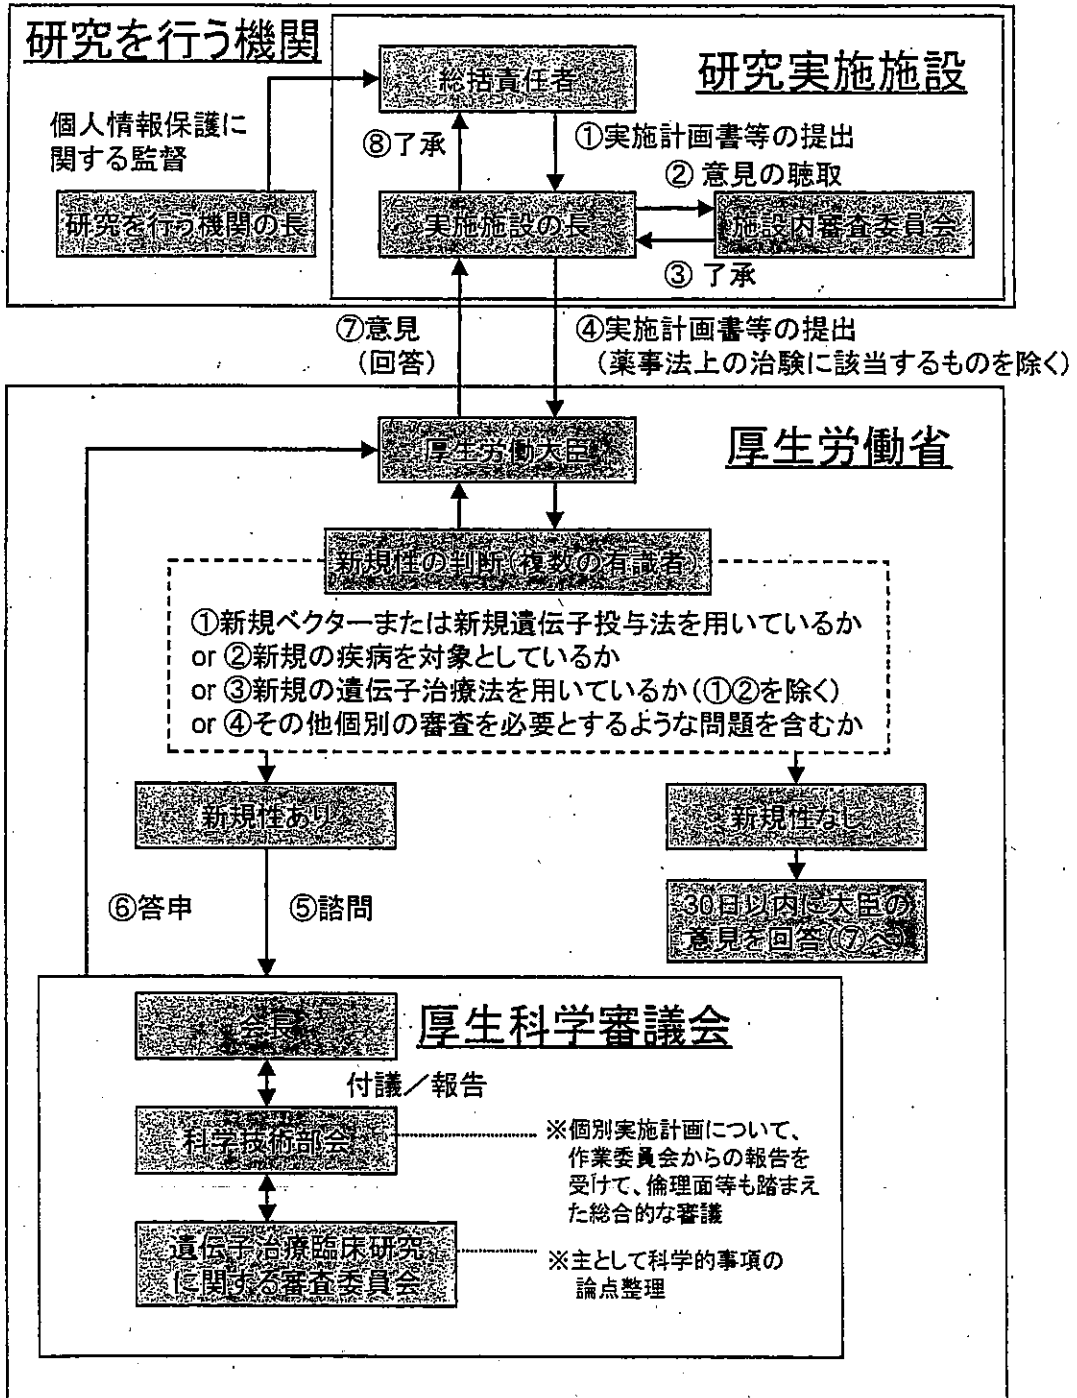 研究を行う機関
研究実施施設
総括責任者
個人情報保護に
関する監督
⑧了承
①実施計画書等の提出
② 意見の聴取
研究を行う機関の長
実施施設の長
施設内審査委員会
③ 了承
⑦意見
(回答)
④実施計画書等の提出
(薬事法上の治験に該当するものを除く)
厚生労働大臣
厚生労働省
新規性の判断(複数の有識者)
①新規ベクターまたは新規遺伝子投与法を用いているか
or ②新規の疾病を対象としているか
or ③新規の遺伝子治療法を用いているか(①②を除く)
or ④その他個別の審査を必要とするような問題を含むか
新規性あり
新規性なし
⑥答申
⑤諮問
30日以内に大臣の
意見を回答(⑦へ)
会長
厚生科学審議会
付議/報告
科学技術部会
※個別実施計画について、
作業委員会からの報告を
受けて、倫理面等も踏まえ
た総合的な審議
遺伝子治療臨床研究
に関する審査委員会
※主として科学的事項の
論点整理